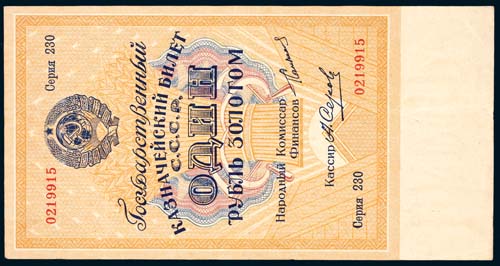 Серия 230
0219915
Государственный
КАЗНАЧЕЙСКИЙ БИЛЕТ
С.С.С.Р.
ОДИН
РУБЛЬ ЗОЛОТОМ
Народный Комиссар
Финансов
Кассир
0219915
Серия 230